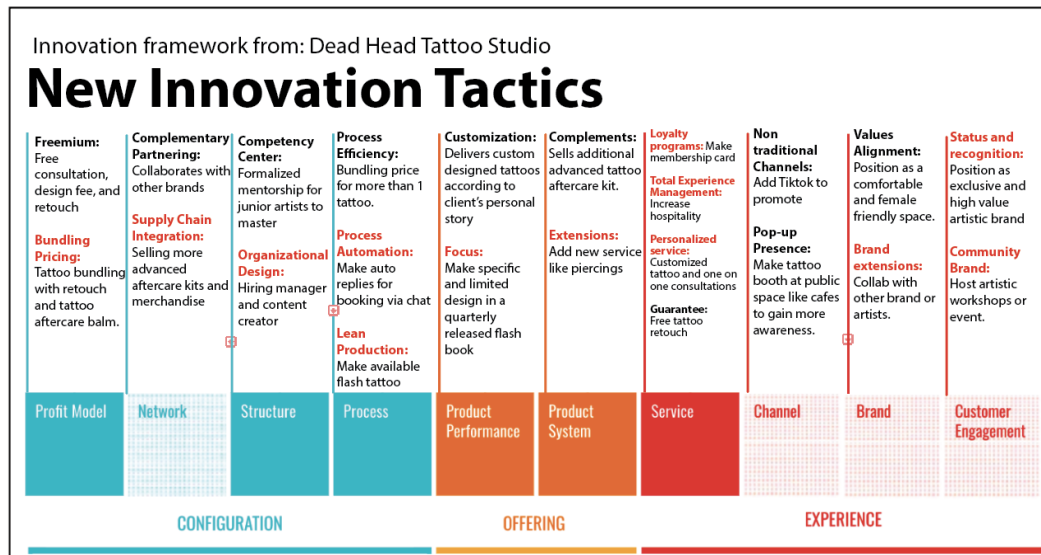 Innovation framework from: Dead Head Tattoo Studio
New Innovation Tactics
Freemium:
Free
consultation,
design fee, and
retouch
Bundling
Pricing:
Tattoo bundling
with retouch
and tattoo
aftercare balm.
Complementary
Partnering:
Collaborates with
other brands
Supply Chain
Integration:
Selling more
advanced
aftercare kits and
merchandise
Competency
Center:
Formalized
mentorship for
junior artists to
master
Organizational
Design:
Hiring manager
and content
creator
Process
Efficiency:
Bundling price
for more than 1
tattoo.
Process
Automation:
Make auto
replies for
booking via chat
Lean
Production:
Make available
flash tattoo
Customization:
Delivers custom
designed tattoos
according to
client's personal
story
Focus:
Make specific
and limited
design in a
quarterly
released flash
book
Complements:
Sells additional
advanced tattoo
aftercare kit.
Extensions:
Add new service
like piercings
Loyalty
programs: Make
membership card
Total Experience
Management:
Increase
hospitality
Personalized
service:
Customized
tattoo and one on
one consultations
Guarantee:
Free tattoo
retouch
Non
traditional
Channels:
Add Tiktok to
promote
Pop-up
Presence:
Make tattoo
booth at public
space like cafes
to gain more
awareness.
Values
Alignment:
Position as a
comfortable
and female
friendly space.
Brand
extensions:
Collab with
other brand or
artists.
Status and
recognition:
Position as
exclusive and
high value
artistic brand
Community
Brand:
Host artistic
workshops or
event.
Profit Model
Network
Structure
Process
Product
Performance
Product
System
Service
Channel
Brand
Customer
Engagement
CONFIGURATION
OFFERING
EXPERIENCE